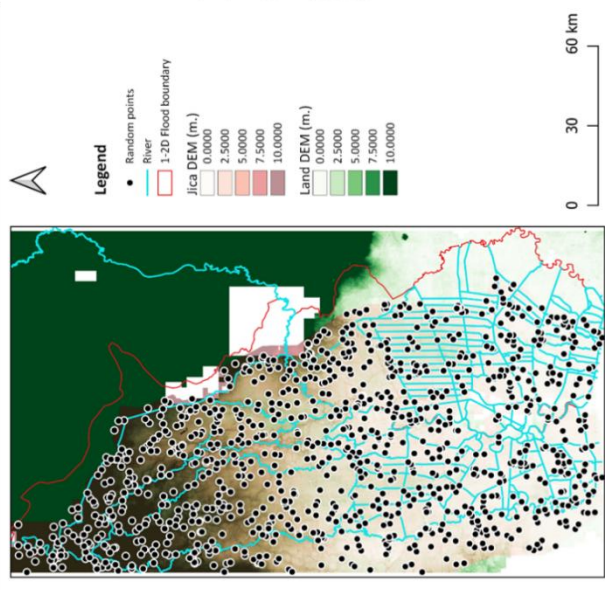 Legend
Random points
River
1-2D Flood boundary
Jica DEM (m.)
0.0000
2.5000
5.0000
7.5000
10.0000
Land DEM (m.)
0.0000
2.5000
5.0000
7.5000
10.0000
0 30 60 km